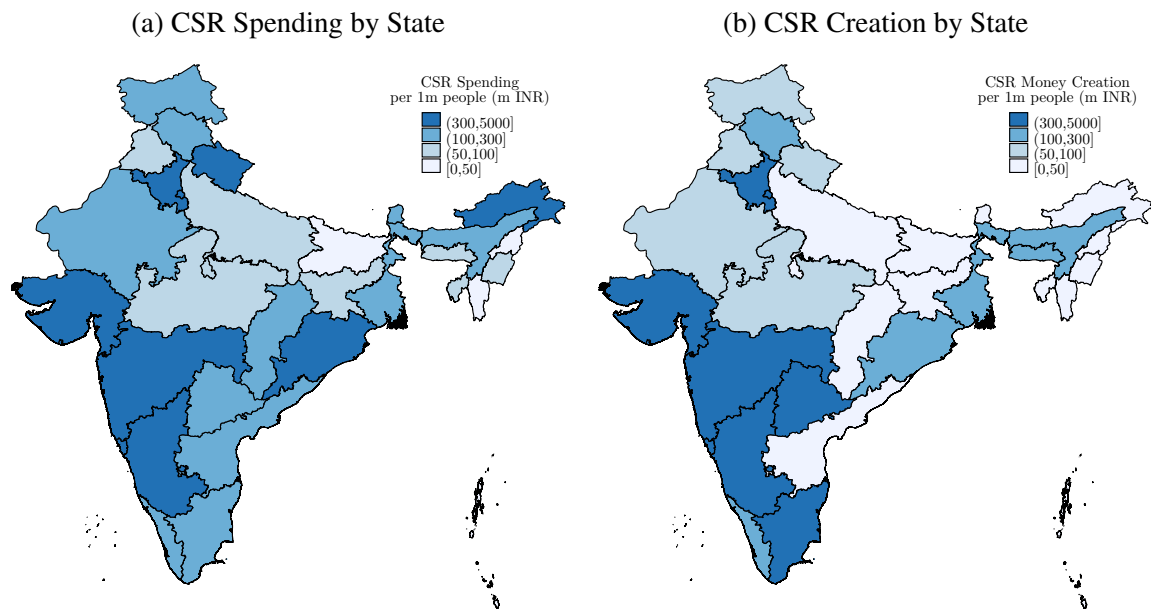 (a) CSR Spending by State
CSR Spending
per 1m people (m INR)
(300,5000]
(100,300]
(50,100]
[0,50]
(b) CSR Creation by State
CSR Money Creation
per 1m people (m INR)
(300,5000]
(100,300]
(50,100]
[0,50]